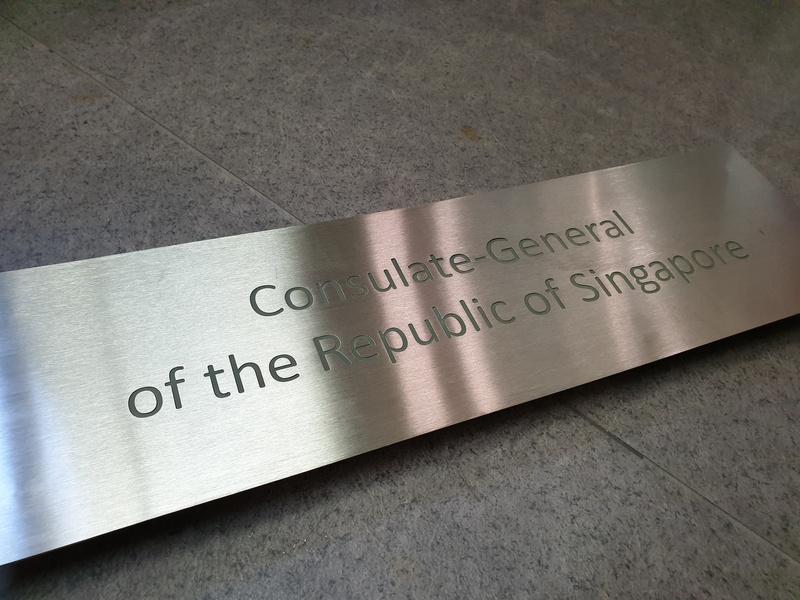 Consulate-General
of the Republic of Singapore